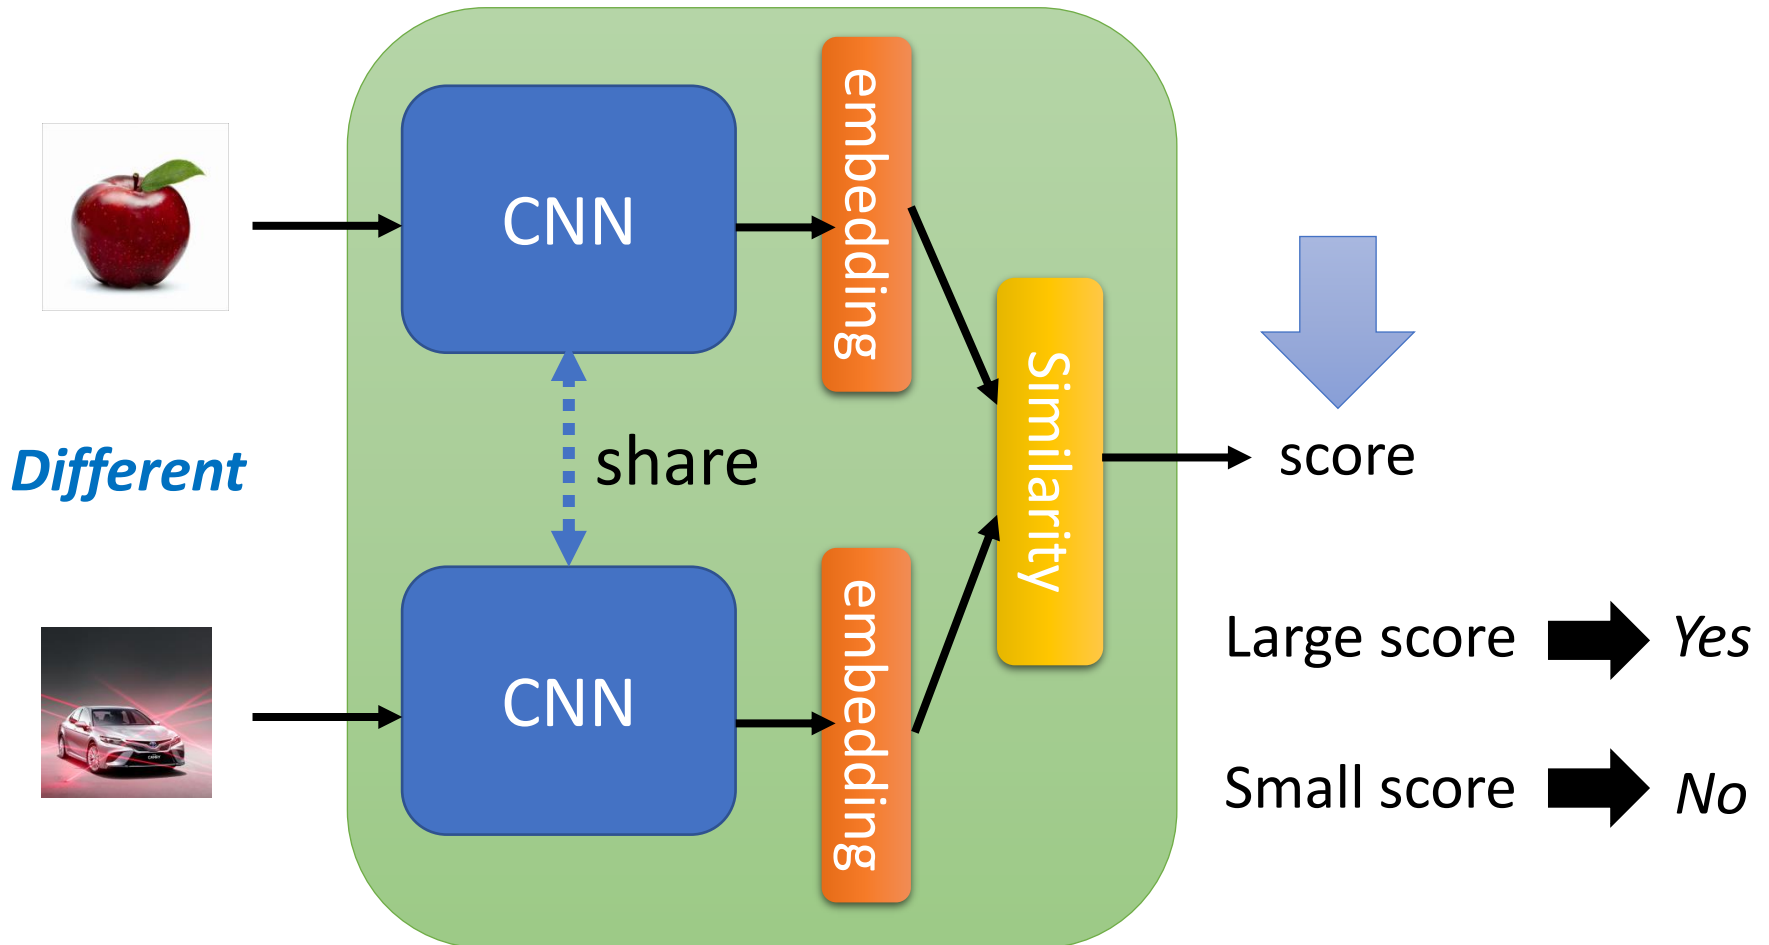 embedding
CNN
Similarity
Different
share
score
Large score
Yes
CNN
embedding
Small score
No